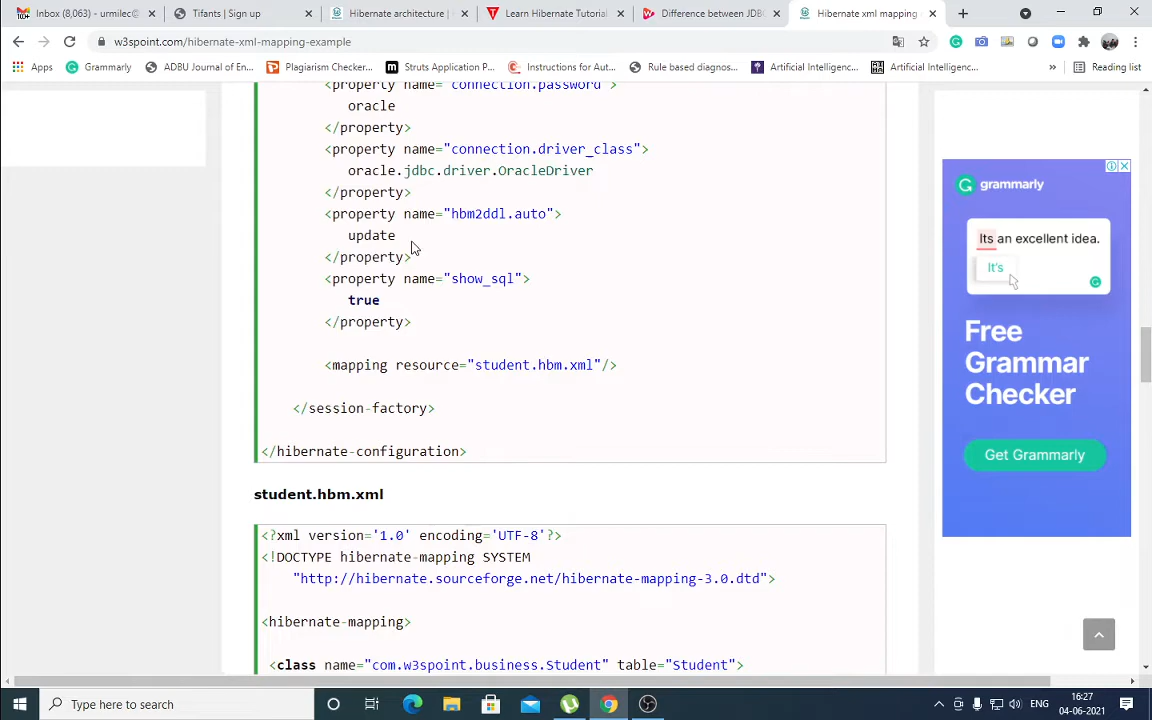 Inbox (8,063) - urmilec@
Tifants | Sign up
Hibernate architecture |
Learn Hibernate Tutorial
Difference between JDBC
Hibernate xml mapping
w3spoint.com/hibernate-xml-mapping-example
Apps
Grammarly
ADBU Journal of En...
Plagiarism Checker...
Struts Application P...
Instructions for Aut...
Rule based diagnos...
Artificial Intelligenc...
Artificial Intelligenc...
»
Reading list
<property name="connection.password">
oracle
</property>
<property name="connection.driver_class">
oracle.jdbc.driver.OracleDriver
</property>
<property name="hbm2ddl.auto">
update
</property>
<property name="show_sql">
true
</property>
<mapping resource="student.hbm.xml"/>
</session-factory>
</hibernate-configuration>
student.hbm.xml
<?xml version='1.0' encoding='UTF-8'?>
<!DOCTYPE hibernate-mapping SYSTEM
"http://hibernate.sourceforge.net/hibernate-mapping-3.0.dtd">
<hibernate-mapping>
<class name="com.w3spoint.business.Student" table="Student">
grammarly
Its an excellent idea.
It's
Free
Grammar
Checker
Get Grammarly
Type here to search
ENG
16:27
04-06-2021